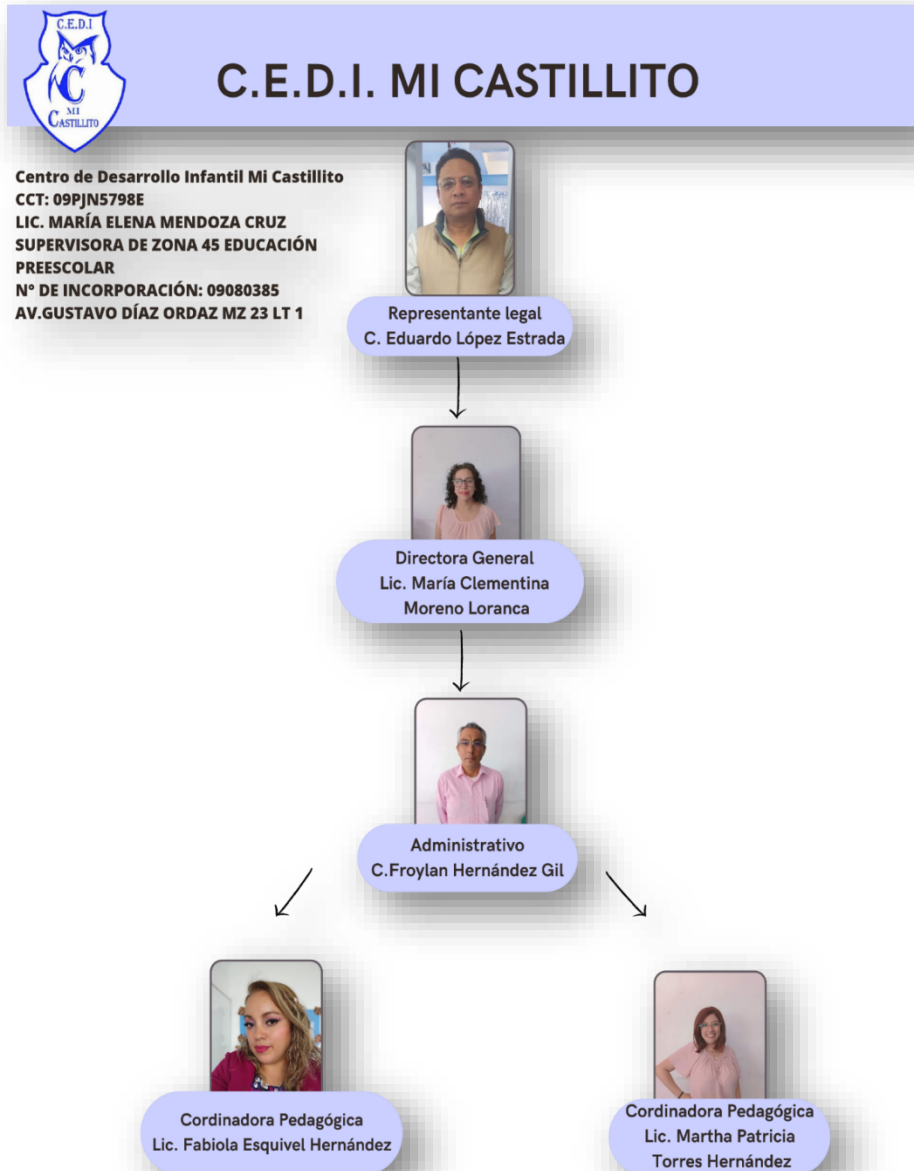 C.E.D.I
C
MI
CASTILLITO
C.E.D.I. MI CASTILLITO
Centro de Desarrollo Infantil Mi Castillito
CCT: 09PJN5798E
LIC. MARÍA ELENA MENDOZA CRUZ
SUPERVISORA DE ZONA 45 EDUCACIÓN
PREESCOLAR
N° DE INCORPORACIÓN: 09080385
AV.GUSTAVO DÍAZ ORDAZ MZ 23 LT 1
Representante legal
C. Eduardo López Estrada
Directora General
Lic. María Clementina
Moreno Loranca
Administrativo
C.Froylan Hernández Gil
Cordinadora Pedagógica
Lic. Fabiola Esquivel Hernández
Cordinadora Pedagógica
Lic. Martha Patricia
Torres Hernández